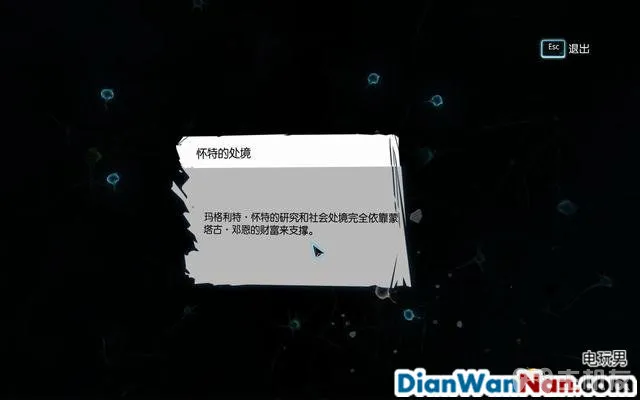 Esc 退出
怀特的处境
玛格利特·怀特的研究和社会处境完全依靠蒙
塔古·邓恩的财富来支撑。
电玩男
DianWanNan.com